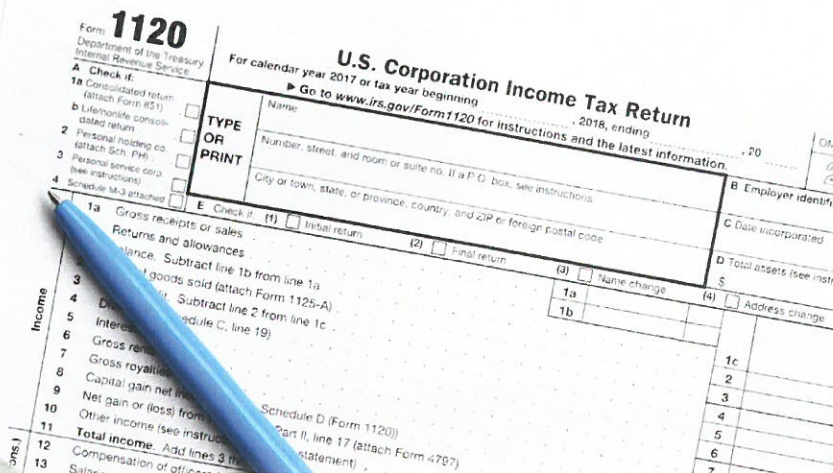 Form 1120
Department of the Treasury
Internal Revenue Service
U.S. Corporation Income Tax Return
For calendar year 2017 or tax year beginning , 2018, ending , 20
▶ Go to www.irs.gov/Form1120 for instructions and the latest information.
A Check if:
1a Consolidated return
(attach Form 851)
b Life/nonlife consoli-
dated return
2 Personal holding co.
(attach Sch. PH)
3 Personal service corp.
(see instructions)
4 Schedule M-3 attached
TYPE
OR
PRINT
Name
Number, street, and room or suite no. If a P.O. box, see instructions
City or town, state, or province, country, and ZIP or foreign postal code
B Employer identif
C Date incorporated
D Total assets (see inst
$
E Check if: (1) Initial return (2) Final return (3) Name change (4) Address change
Income
1a Gross receipts or sales 1a
Returns and allowances 1b
Subtract line 1b from line 1a 1c
goods sold (attach Form 1125-A) 2
3 Subtract line 2 from line 1c 3
4 line 19) 4
5 5
6 Gross 6
7 Gross 7
8 Capital gain net Schedule D (Form 1120))
9 Net gain or (loss) from Part II, line 17 (attach Form 4797)
10 Other income (see statement)
11 Total income. Add lines 3
12 Compensation of
13